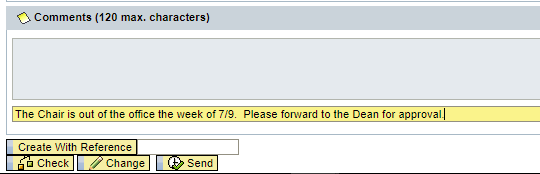 Comments (120 max. characters)
The Chair is out of the office the week of 7/9.  Please forward to the Dean for approval.
Create With Reference
Check Change Send